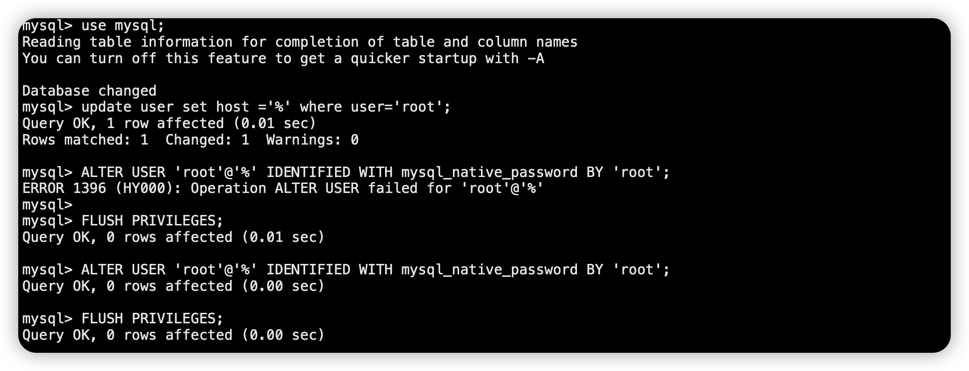 mysql> use mysql;
Reading table information for completion of table and column names
You can turn off this feature to get a quicker startup with -A
Database changed
mysql> update user set host ='%' where user='root';
Query OK, 1 row affected (0.01 sec)
Rows matched: 1  Changed: 1  Warnings: 0
mysql> ALTER USER 'root'@'%' IDENTIFIED WITH mysql_native_password BY 'root';
ERROR 1396 (HY000): Operation ALTER USER failed for 'root'@'%'
mysql>
mysql> FLUSH PRIVILEGES;
Query OK, 0 rows affected (0.01 sec)
mysql> ALTER USER 'root'@'%' IDENTIFIED WITH mysql_native_password BY 'root';
Query OK, 0 rows affected (0.00 sec)
mysql> FLUSH PRIVILEGES;
Query OK, 0 rows affected (0.00 sec)